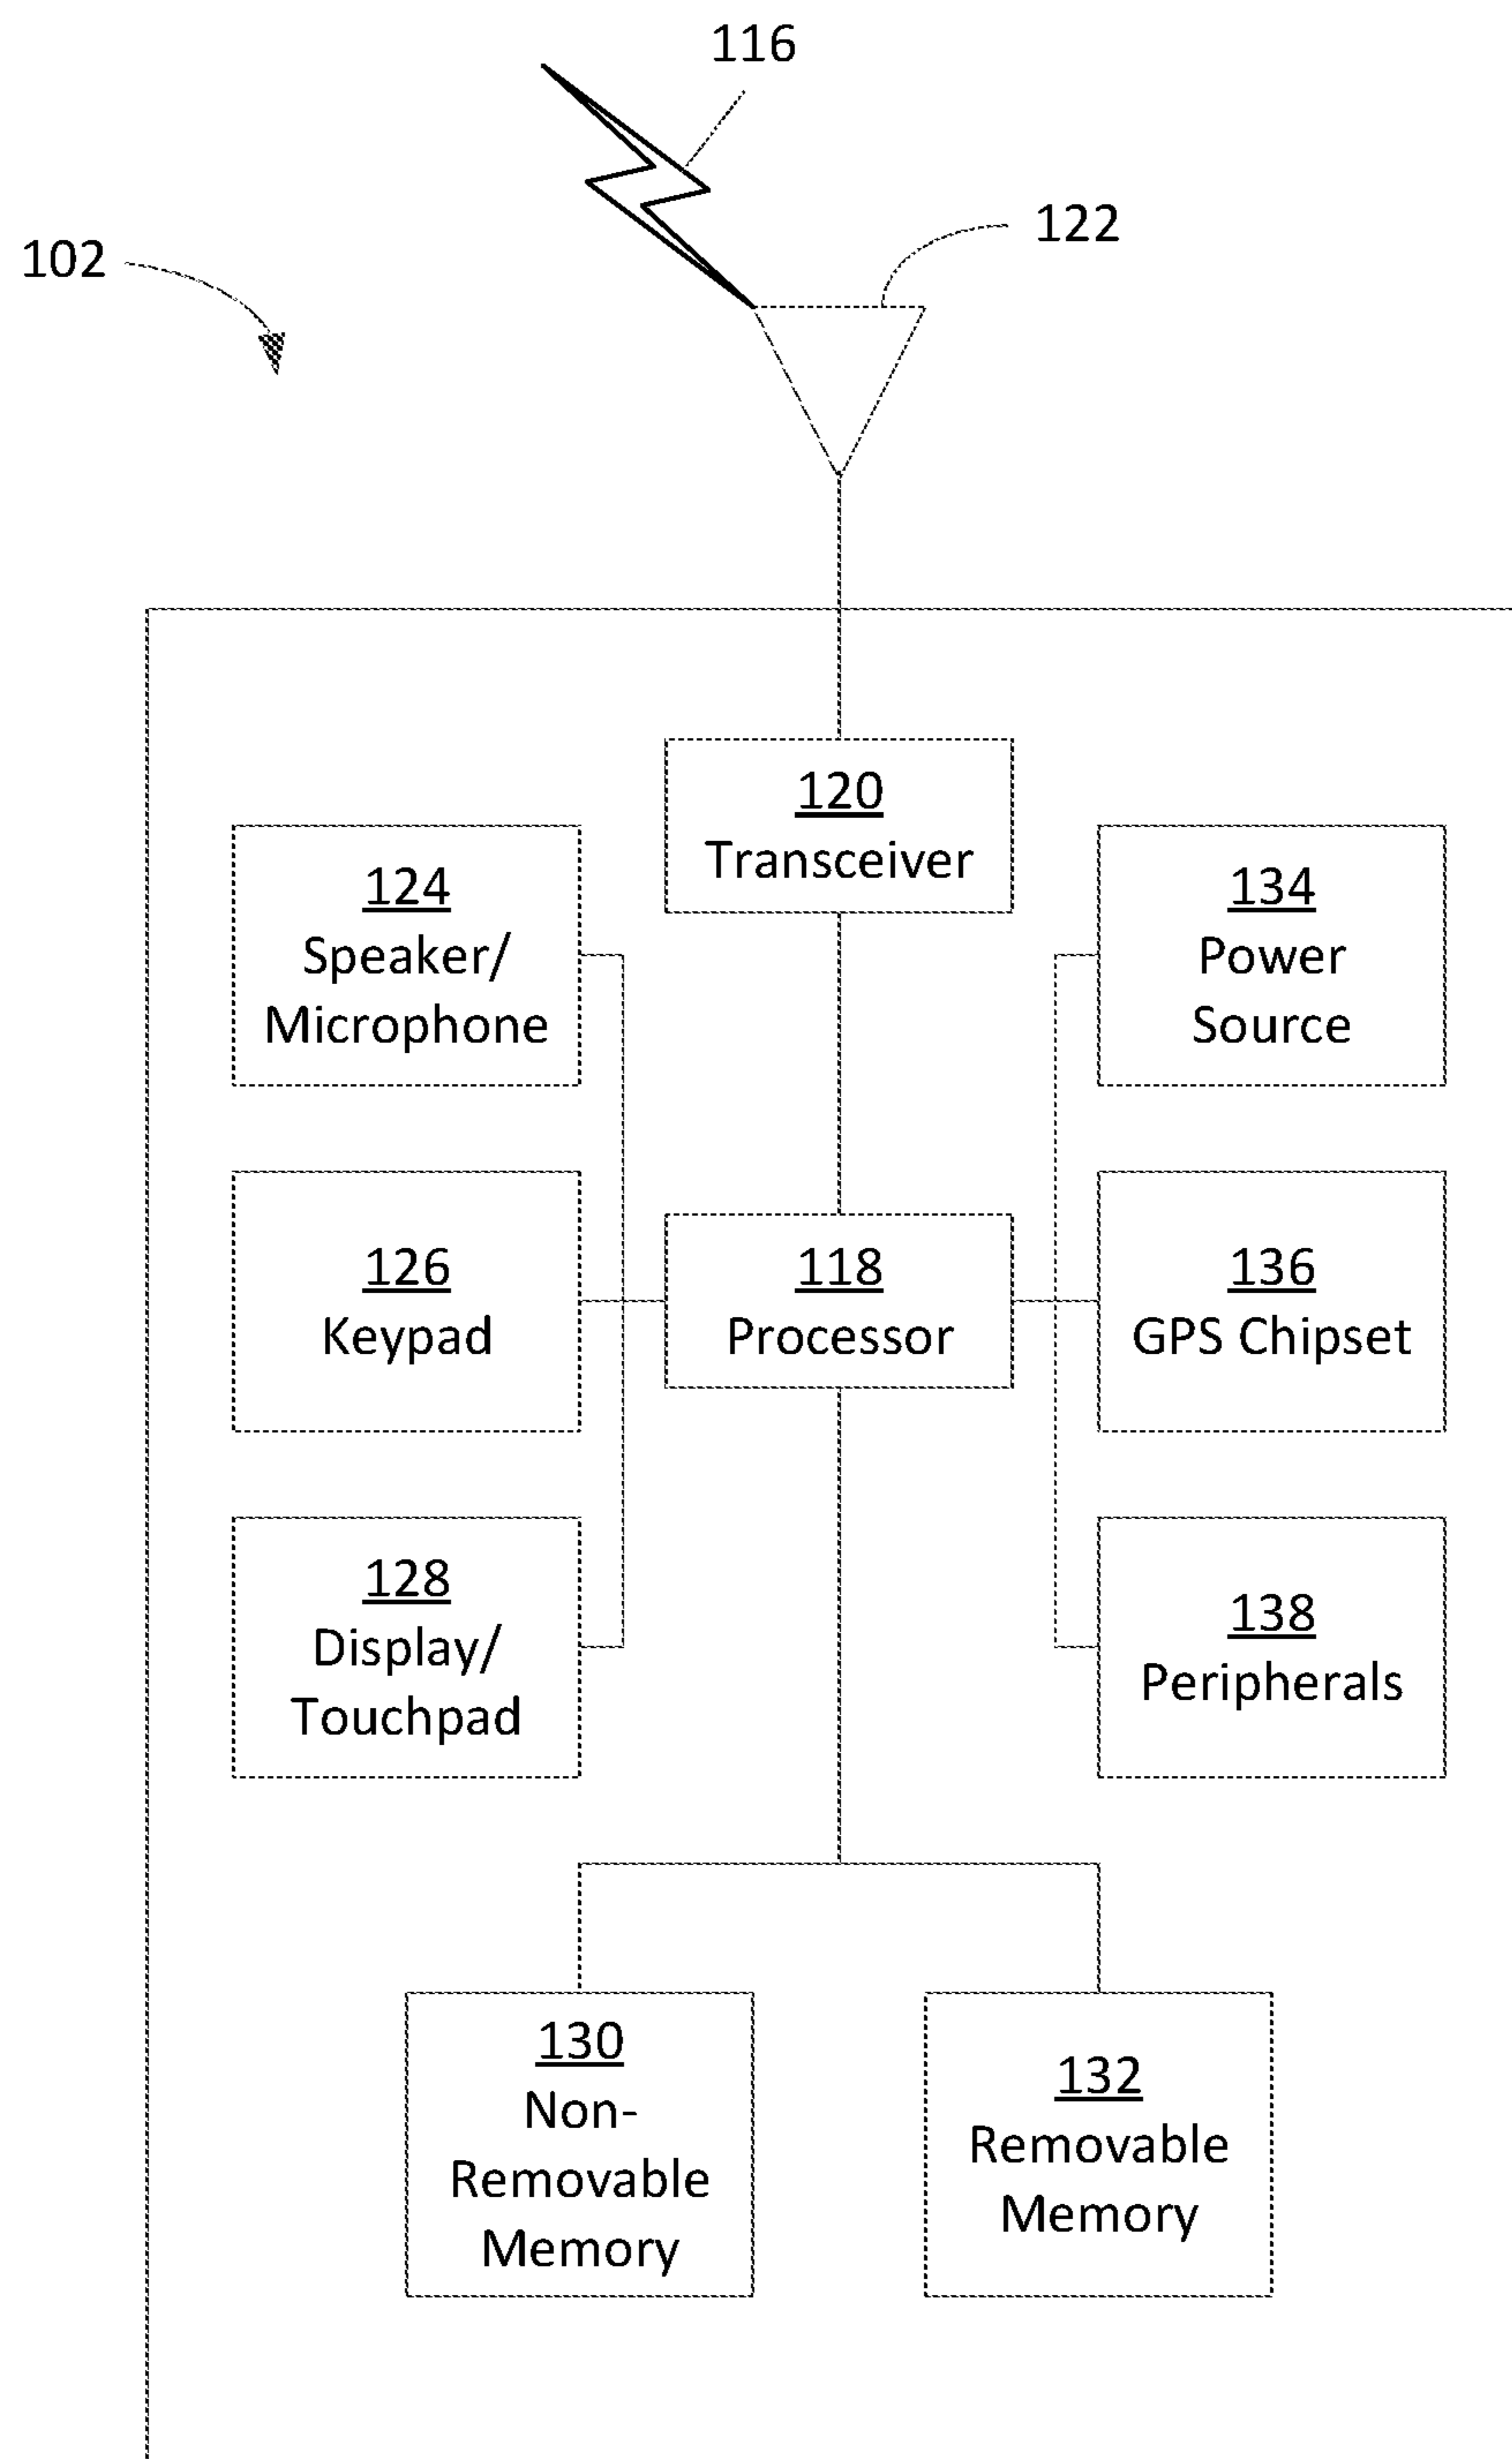 116
122
102
120
Transceiver
124
Speaker/
Microphone
134
Power
Source
126
Keypad
118
Processor
136
GPS Chipset
128
Display/
Touchpad
138
Peripherals
130
Non-
Removable
Memory
132
Removable
Memory